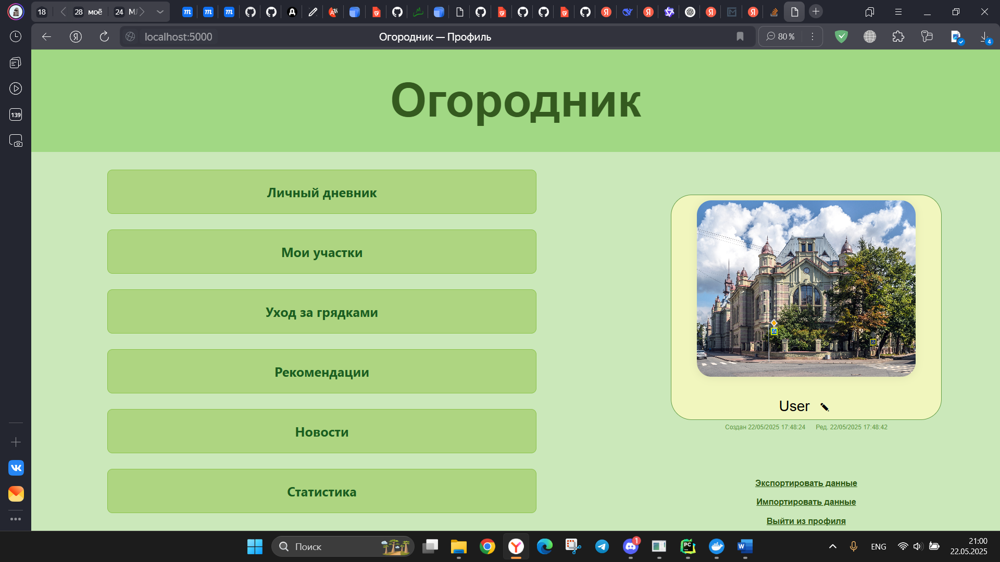 18
28 моё
24 МЛ
localhost:5000
Огородник — Профиль
80 %
4
139
Огородник
Личный дневник
Мои участки
Уход за грядками
Рекомендации
Новости
Статистика
User
Создан 22/05/2025 17:48:24 Ред. 22/05/2025 17:48:42
Экспортировать данные
Импортировать данные
Выйти из профиля
Поиск
1
ENG
21:00
22.05.2025